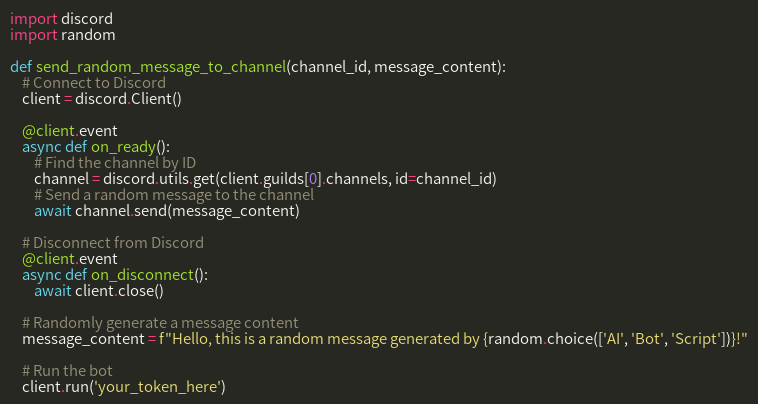 import discord
import random

def send_random_message_to_channel(channel_id, message_content):
    # Connect to Discord
    client = discord.Client()

    @client.event
    async def on_ready():
        # Find the channel by ID
        channel = discord.utils.get(client.guilds[0].channels, id=channel_id)
        # Send a random message to the channel
        await channel.send(message_content)

    # Disconnect from Discord
    @client.event
    async def on_disconnect():
        await client.close()

    # Randomly generate a message content
    message_content = f"Hello, this is a random message generated by {random.choice(['AI', 'Bot', 'Script'])}!"

    # Run the bot
    client.run('your_token_here')